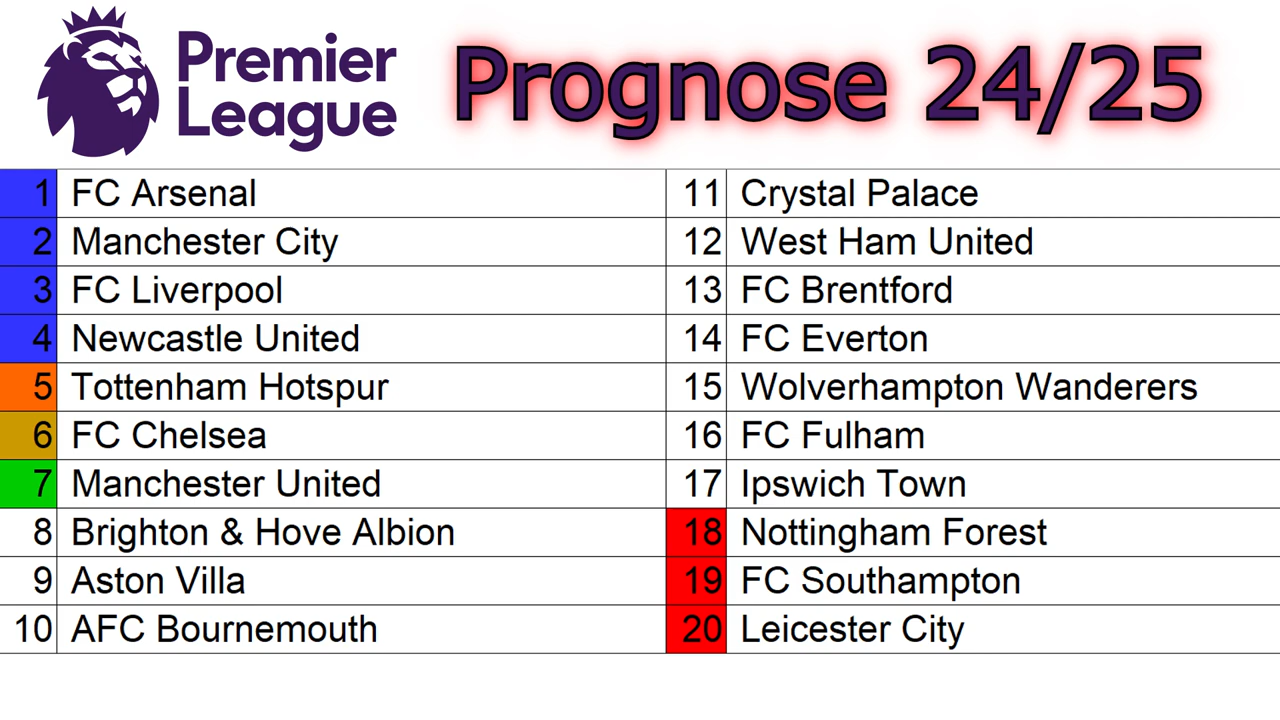 Premier
League
Prognose 24/25
1 FC Arsenal
2 Manchester City
3 FC Liverpool
4 Newcastle United
5 Tottenham Hotspur
6 FC Chelsea
7 Manchester United
8 Brighton & Hove Albion
9 Aston Villa
10 AFC Bournemouth
11 Crystal Palace
12 West Ham United
13 FC Brentford
14 FC Everton
15 Wolverhampton Wanderers
16 FC Fulham
17 Ipswich Town
18 Nottingham Forest
19 FC Southampton
20 Leicester City